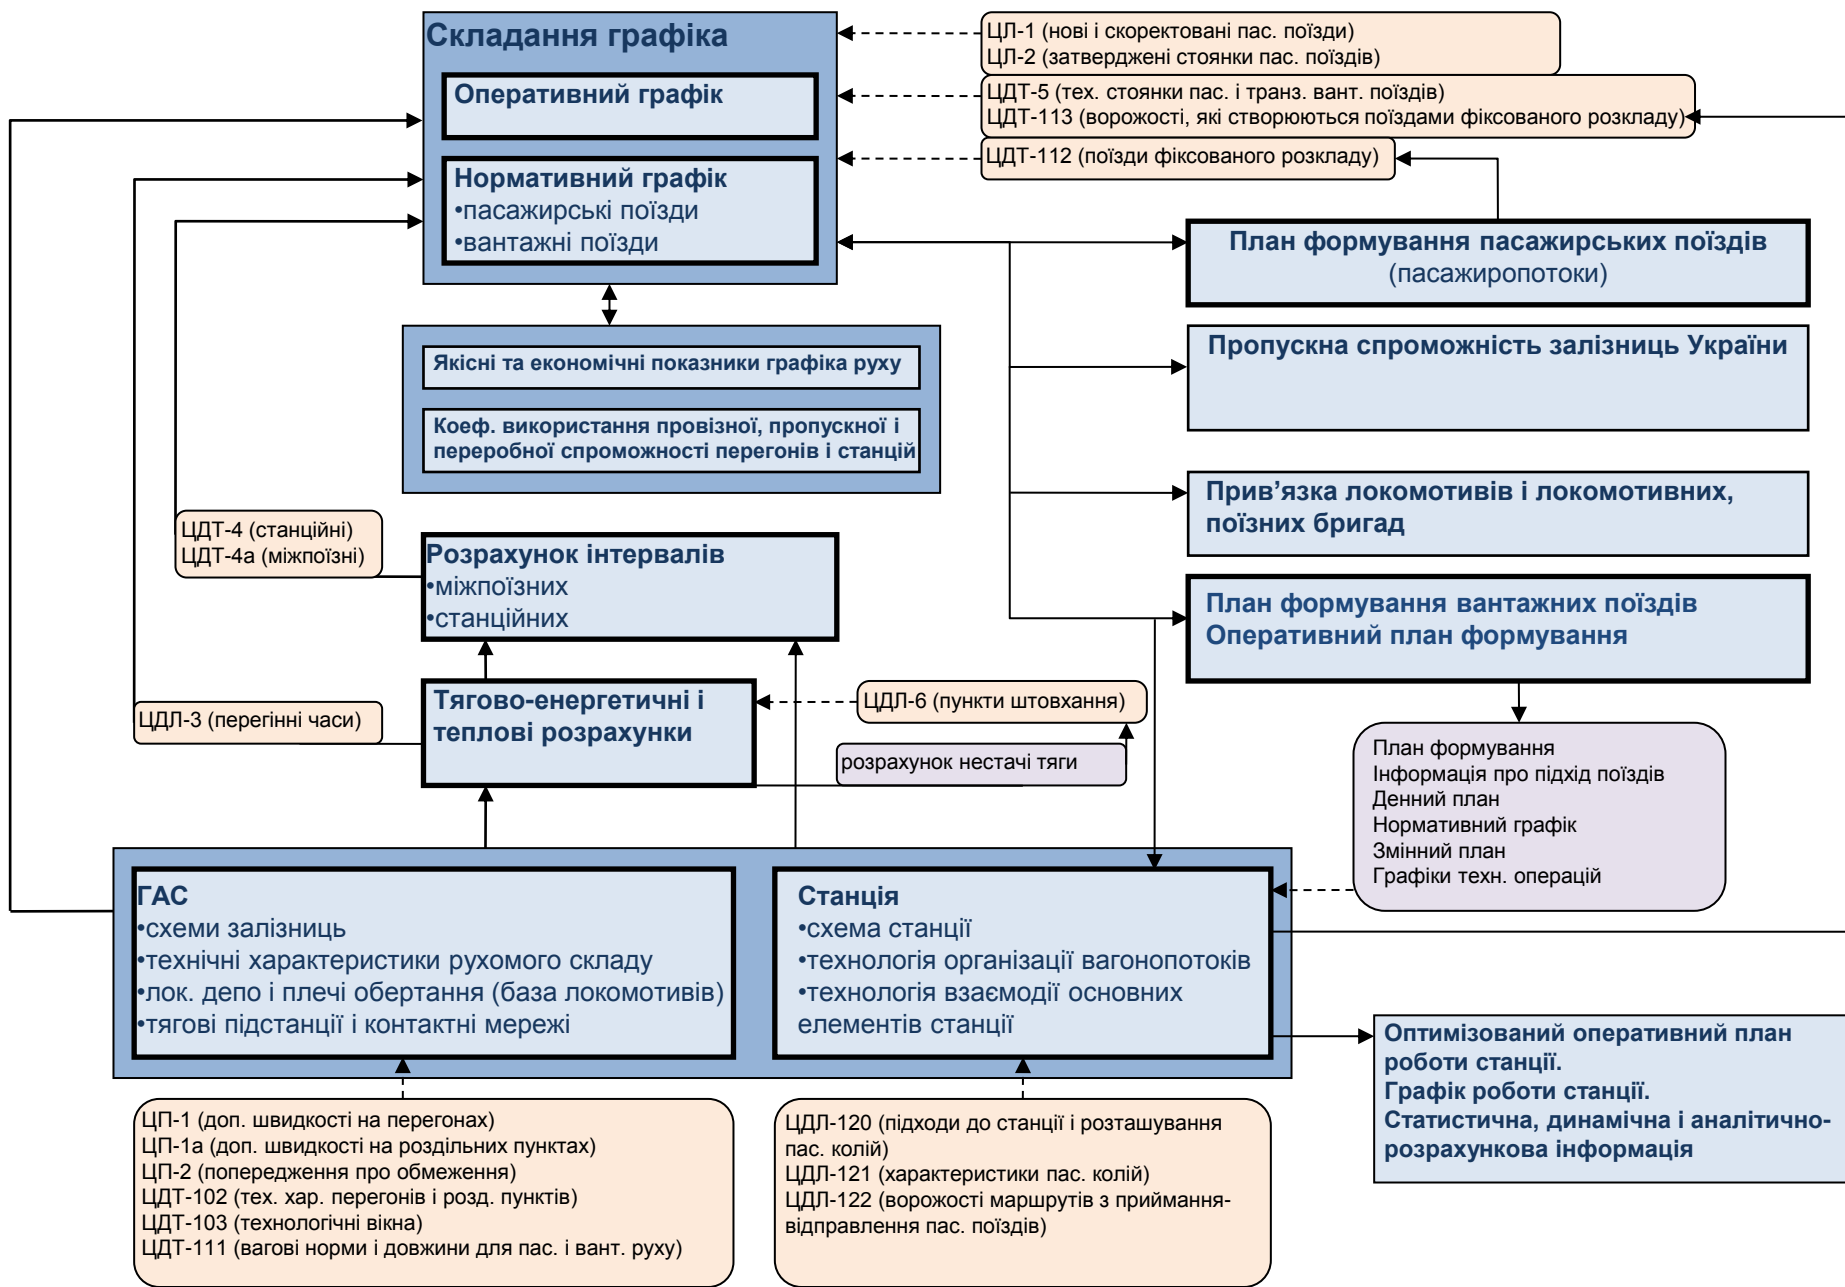 Складання графіка
Оперативний графік
Нормативний графік
•пасажирські поїзди
•вантажні поїзди
ЦЛ-1 (нові і скоректовані пас. поїзди)
ЦЛ-2 (затверджені стоянки пас. поїздів)
ЦДТ-5 (тех. стоянки пас. і транз. вант. поїздів)
ЦДТ-113 (ворожості, які створюються поїздами фіксованого розкладу)
ЦДТ-112 (поїзди фіксованого розкладу)
План формування пасажирських поїздів
(пасажиропотоки)
Якісні та економічні показники графіка руху
Коеф. використання провізної, пропускної і
переробної спроможності перегонів і станцій
Пропускна спроможність залізниць України
Прив'язка локомотивів і локомотивних,
поїзних бригад
ЦДТ-4 (станційні)
ЦДТ-4а (міжпоїзні)
Розрахунок інтервалів
•міжпоїзних
•станційних
План формування вантажних поїздів
Оперативний план формування
ЦДЛ-3 (перегінні часи)
Тягово-енергетичні і
теплові розрахунки
ЦДЛ-6 (пункти штовхання)
розрахунок нестачі тяги
План формування
Інформація про підхід поїздів
Денний план
Нормативний графік
Змінний план
Графіки техн. операцій
ГАС
•схеми залізниць
•технічні характеристики рухомого складу
•лок. депо і плечі обертання (база локомотивів)
•тягові підстанції і контактні мережі
Станція
•схема станції
•технологія організації вагонопотоків
•технологія взаємодії основних
елементів станції
Оптимізований оперативний план
роботи станції.
Графік роботи станції.
Статистична, динамічна і аналітично-
розрахункова інформація
ЦП-1 (доп. швидкості на перегонах)
ЦП-1а (доп. швидкості на роздільних пунктах)
ЦП-2 (попередження про обмеження)
ЦДТ-102 (тех. хар. перегонів і розд. пунктів)
ЦДТ-103 (технологічні вікна)
ЦДТ-111 (вагові норми і довжини для пас. і вант. руху)
ЦДЛ-120 (підходи до станції і розташування
пас. колій)
ЦДЛ-121 (характеристики пас. колій)
ЦДЛ-122 (ворожості маршрутів з приймання-
відправлення пас. поїздів)